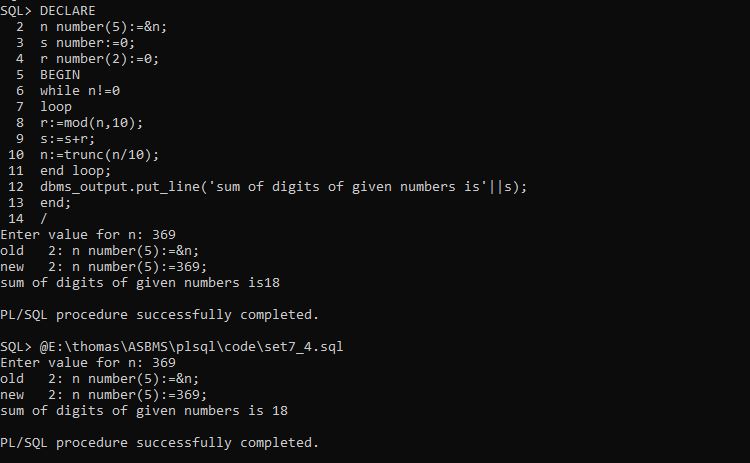 SQL> DECLARE
  2  n number(5):=&n;
  3  s number:=0;
  4  r number(2):=0;
  5  BEGIN
  6  while n!=0
  7  loop
  8  r:=mod(n,10);
  9  s:=s+r;
 10  n:=trunc(n/10);
 11  end loop;
 12  dbms_output.put_line('sum of digits of given numbers is'||s);
 13  end;
 14  /
Enter value for n: 369
old   2: n number(5):=&n;
new   2: n number(5):=369;
sum of digits of given numbers is18

PL/SQL procedure successfully completed.

SQL> @E:\thomas\ASBMS\plsql\code\set7_4.sql
Enter value for n: 369
old   2: n number(5):=&n;
new   2: n number(5):=369;
sum of digits of given numbers is 18

PL/SQL procedure successfully completed.